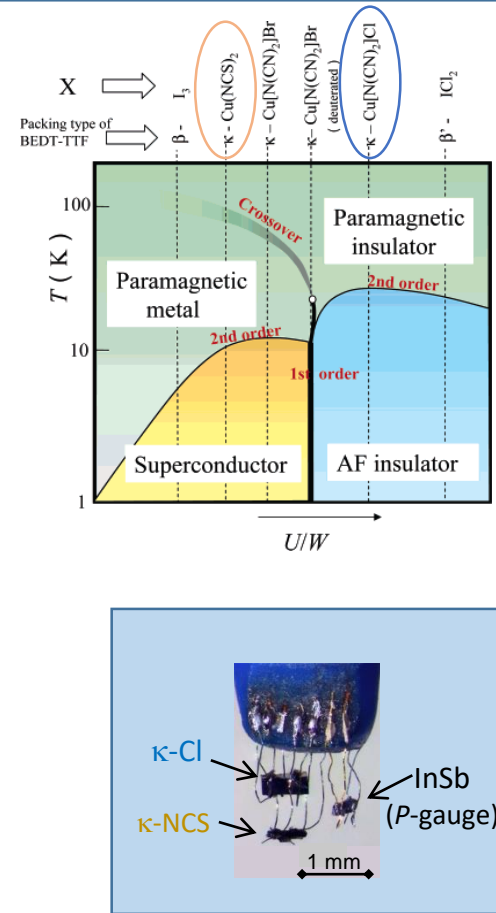 X
Packing type of
BEDT-TTF
β - I₃
κ - Cu(NCS)₂
κ – Cu[N(CN)₂]Br
κ– Cu[N(CN)₂]Br
( deuterated )
κ – Cu[N(CN)₂]Cl
β'- ICl₂
T ( K )
100
10
1
Crossover
Paramagnetic
insulator
Paramagnetic
metal
2nd order
2nd order
1st order
Superconductor
AF insulator
U/W
κ-Cl
κ-NCS
InSb
(P-gauge)
1 mm